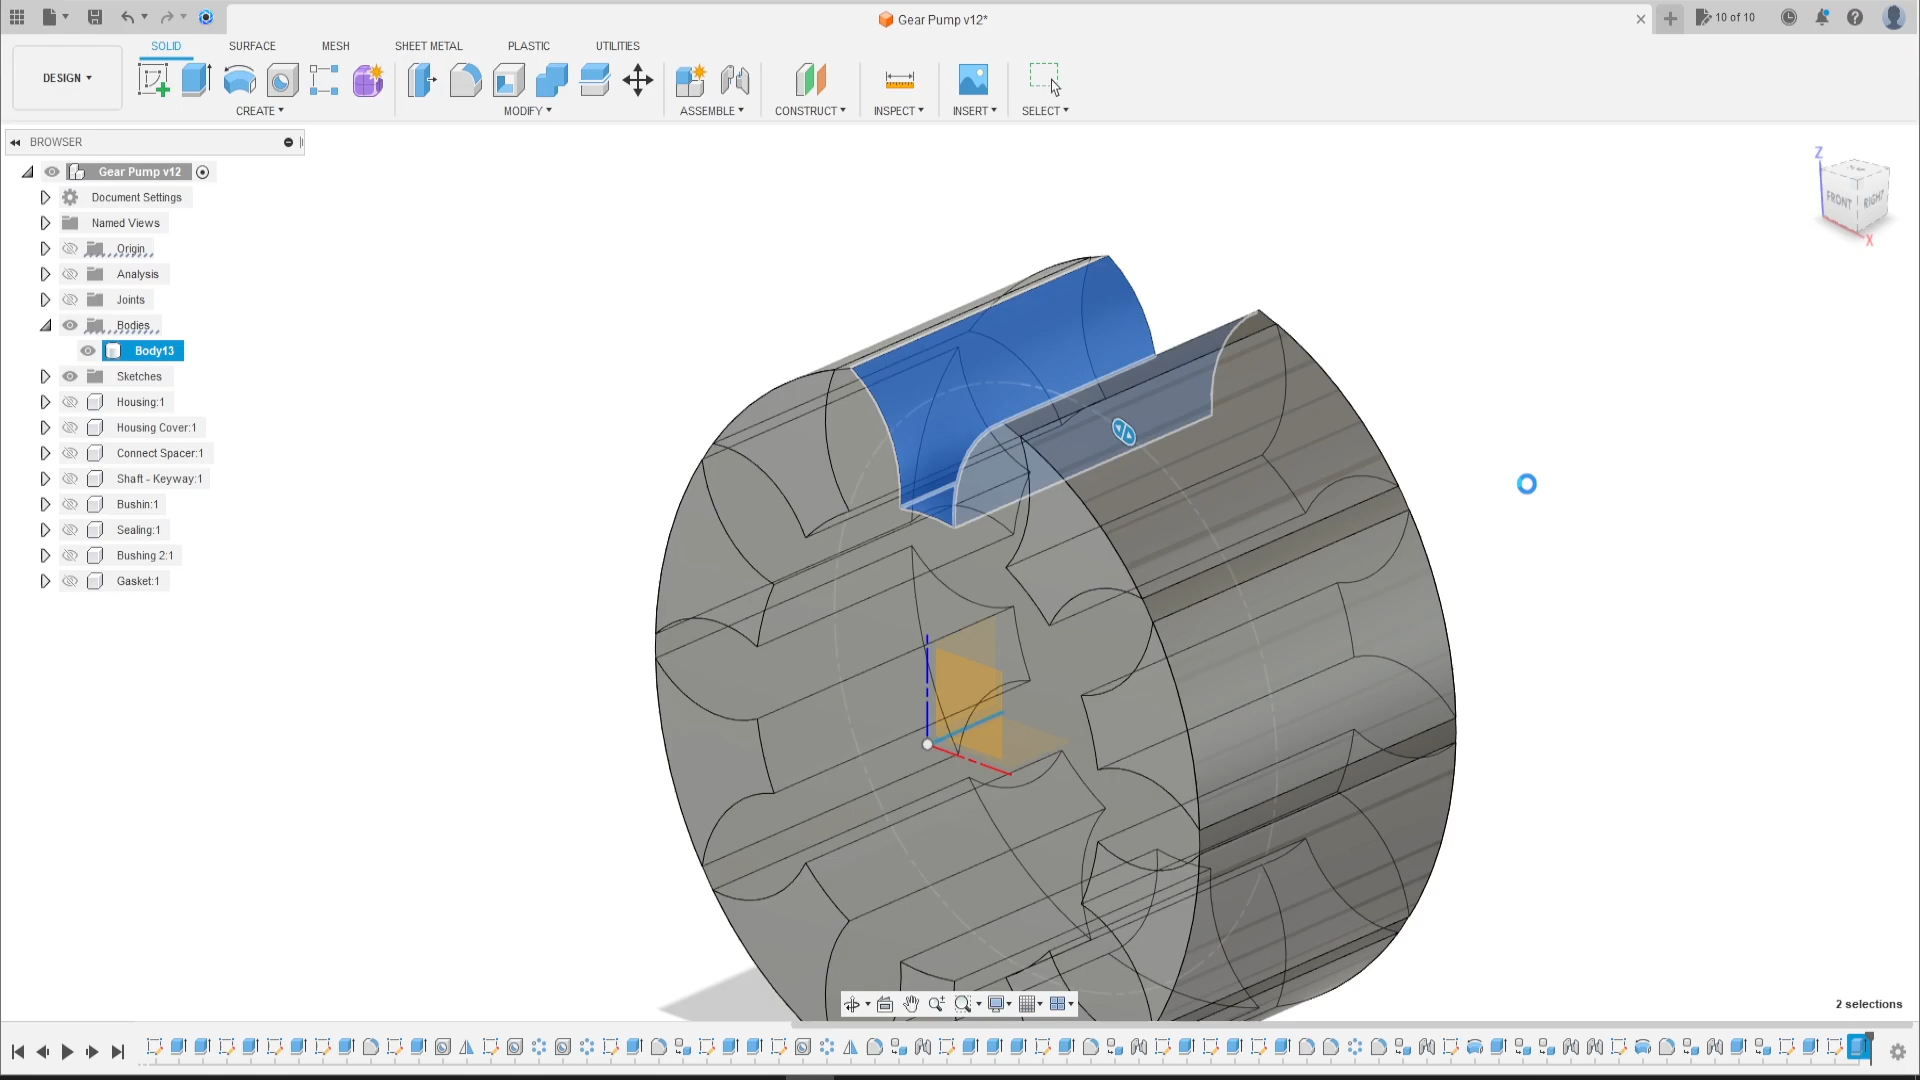 Gear Pump v12*
10 of 10
SOLID
SURFACE
MESH
SHEET METAL
PLASTIC
UTILITIES
DESIGN
CREATE
MODIFY
ASSEMBLE
CONSTRUCT
INSPECT
INSERT
SELECT
BROWSER
Gear Pump v12
Document Settings
Named Views
Origin
Analysis
Joints
Bodies
Body13
Sketches
Housing:1
Housing Cover:1
Connect Spacer:1
Shaft - Keyway:1
Bushin:1
Sealing:1
Bushing 2:1
Gasket:1
Z
FRONT
RIGHT
X
2 selections